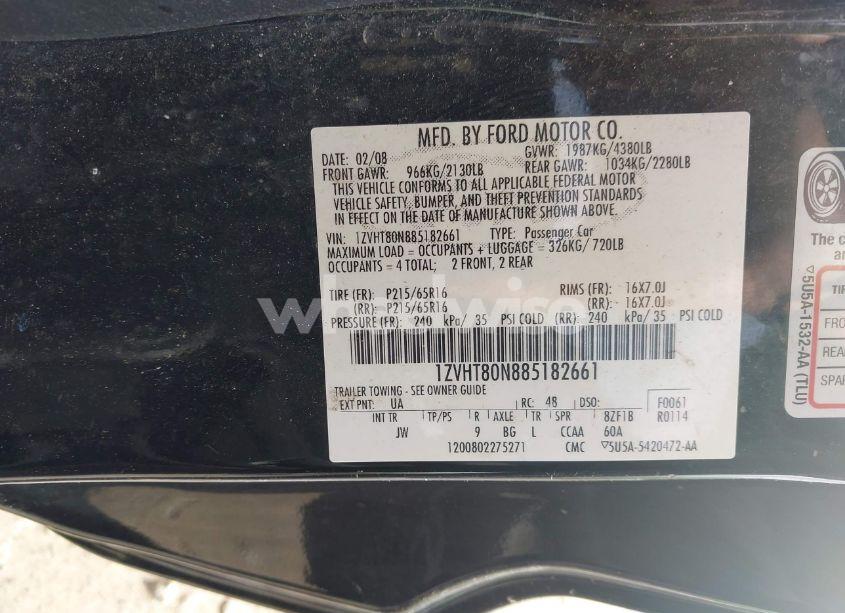 MFD. BY FORD MOTOR CO.
DATE: 02/08 GVWR: 1987KG/4380LB
FRONT GAWR: 966KG/2130LB REAR GAWR: 1034KG/2280LB
THIS VEHICLE CONFORMS TO ALL APPLICABLE FEDERAL MOTOR
VEHICLE SAFETY, BUMPER, AND THEFT PREVENTION STANDARDS
IN EFFECT ON THE DATE OF MANUFACTURE SHOWN ABOVE.
VIN: 1ZVHT80N885182661 TYPE: Passenger Car
MAXIMUM LOAD = OCCUPANTS + LUGGAGE = 326KG/ 720LB
OCCUPANTS = 4 TOTAL; 2 FRONT, 2 REAR
TIRE (FR): P215/65R16 RIMS (FR): 16X7.0J
(RR): P215/65R16 (RR): 16X7.0J
PRESSURE (FR): 240 kPa/ 35 PSI COLD (RR): 240 kPa/ 35 PSI COLD
1ZVHT80N885182661
TRAILER TOWING - SEE OWNER GUIDE
EXT PNT: UA RC: 48 DSO: F0061
INT TR TP/PS R AXLE TR SPR 8ZF1B R0114
JW 9 BG L CCAA 60A
1200802275271 CMC ▽5U5A-5420472-AA
▽5U5A-1532-AA (TLU)
The c
an
TI
FRO
REA
SPA